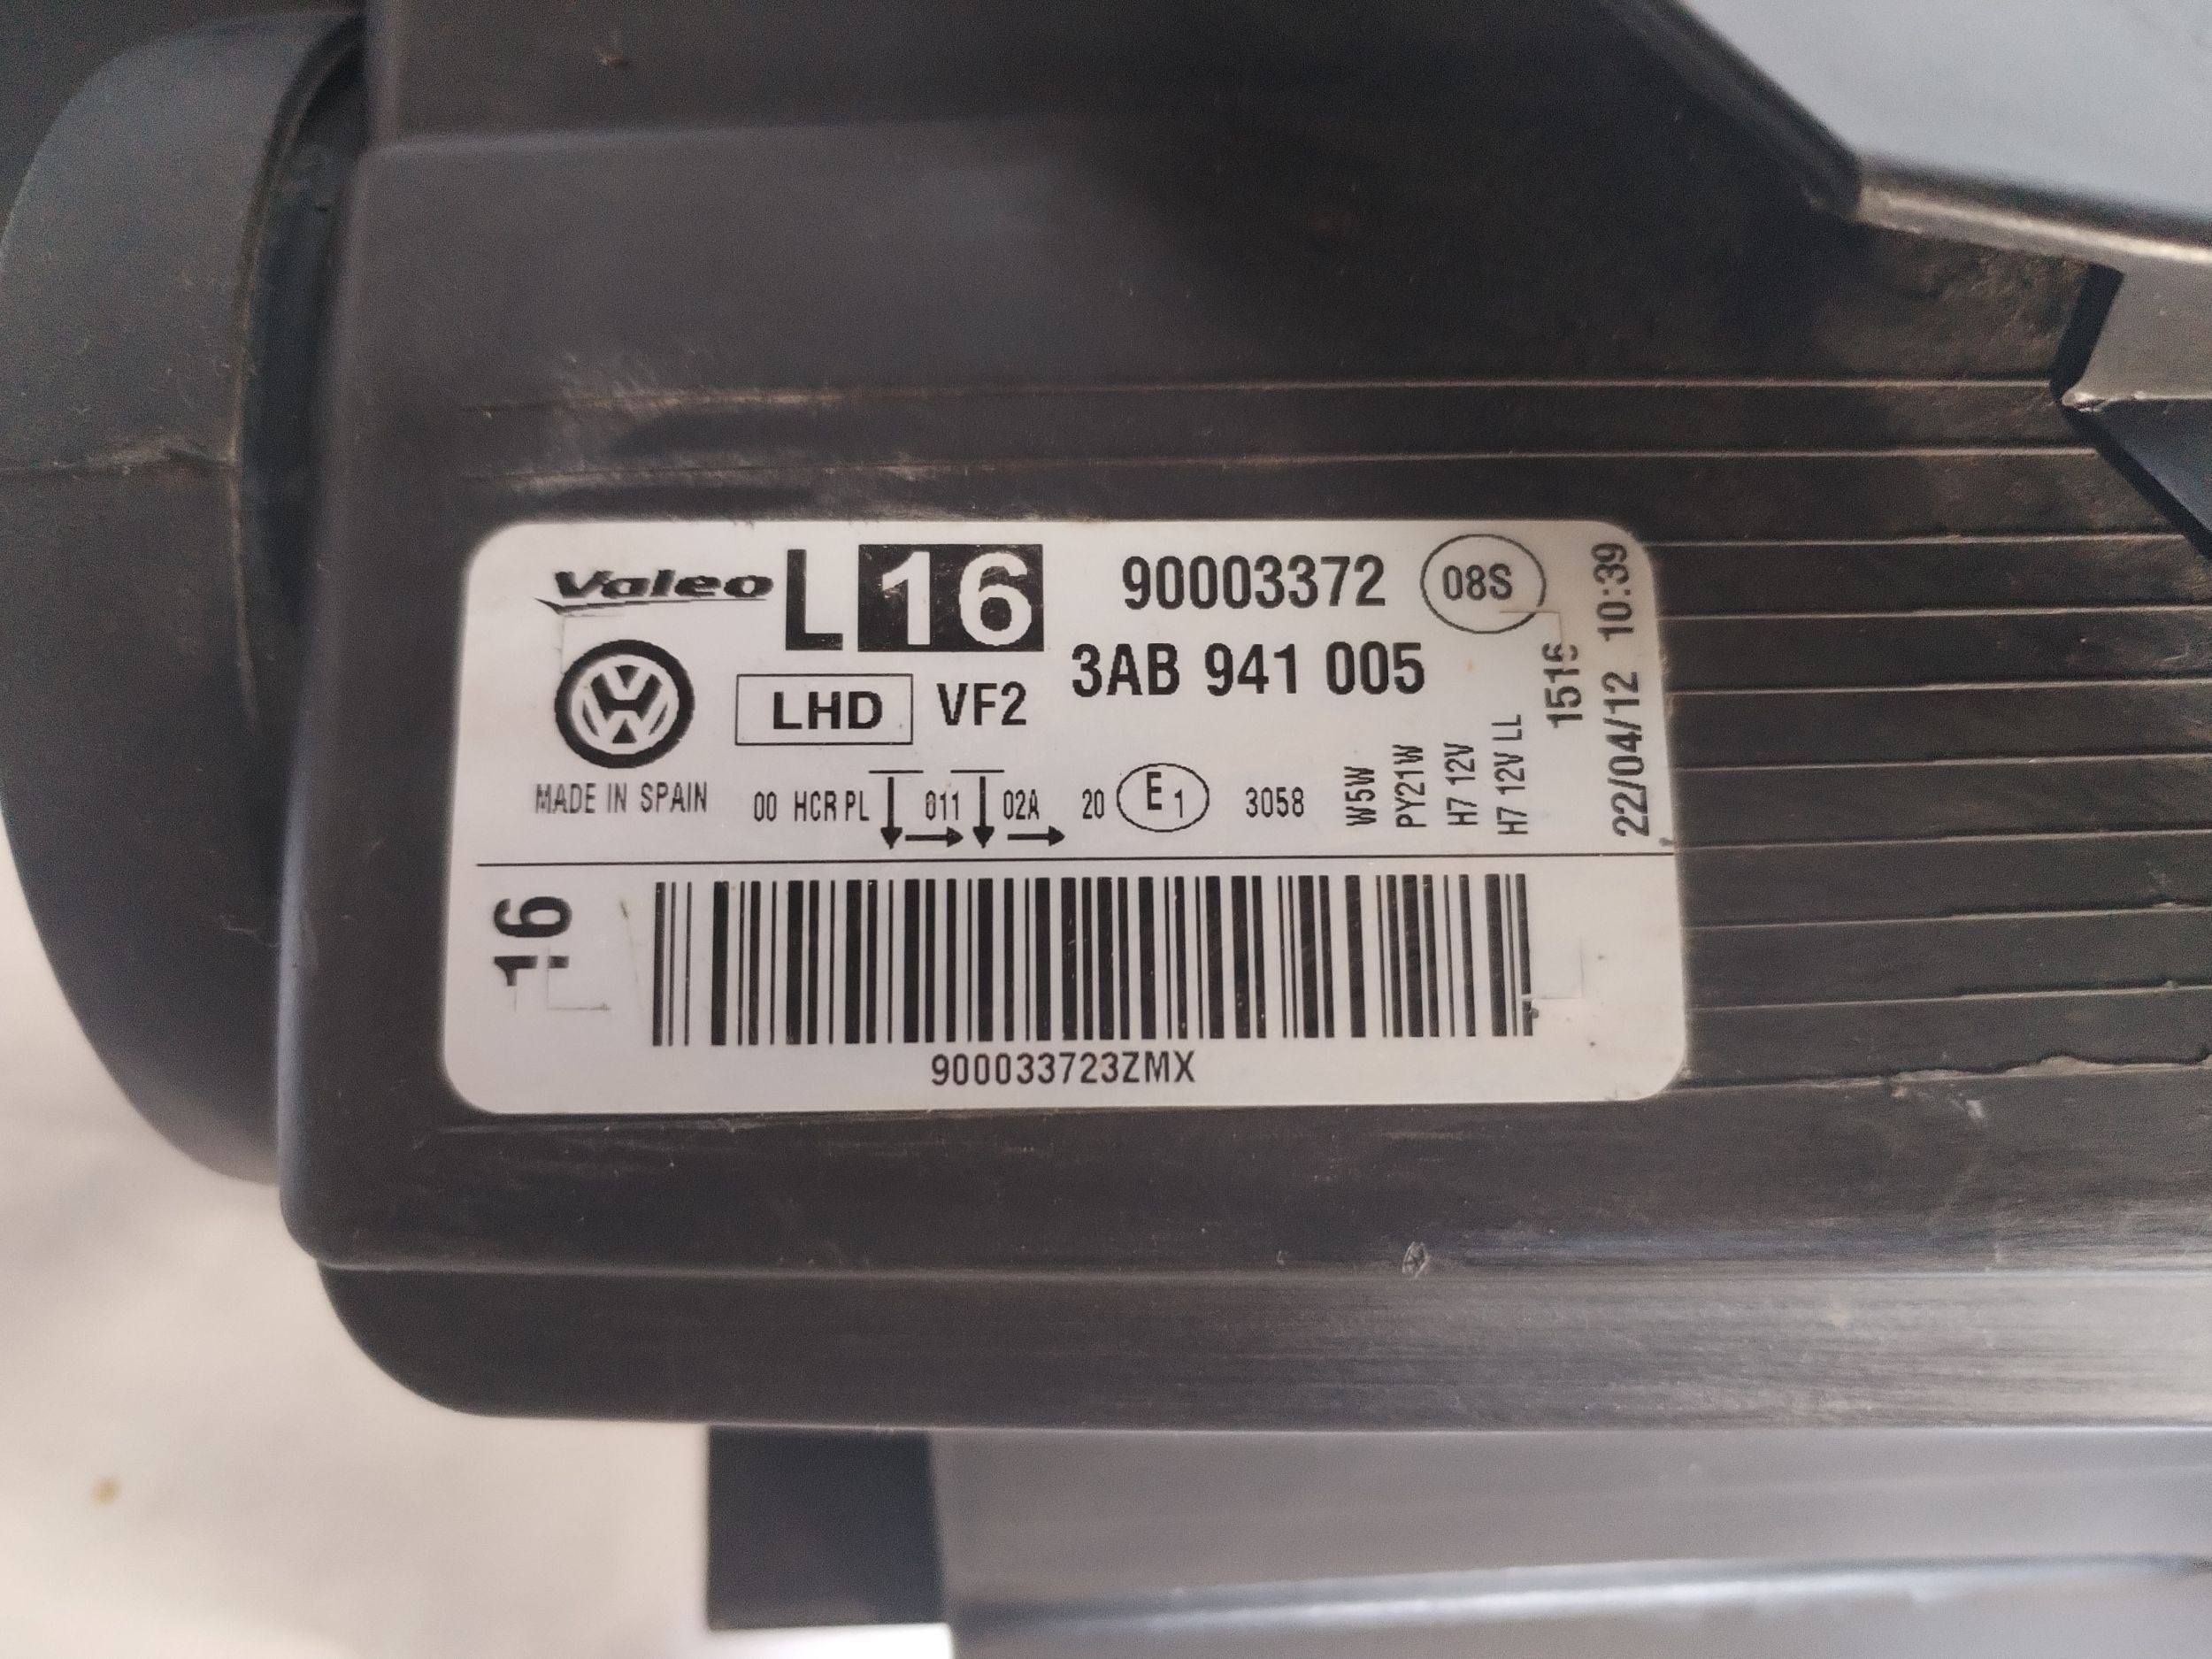 Valeo L 16 90003372 08S
3AB 941 005
LHD VF2
MADE IN SPAIN
00 HCR PL 011 02A 20 E1 3058
W5W
PY21W
H7 12V
H7 12V LL
1516
22/04/12 10:39
16
900033723ZMX